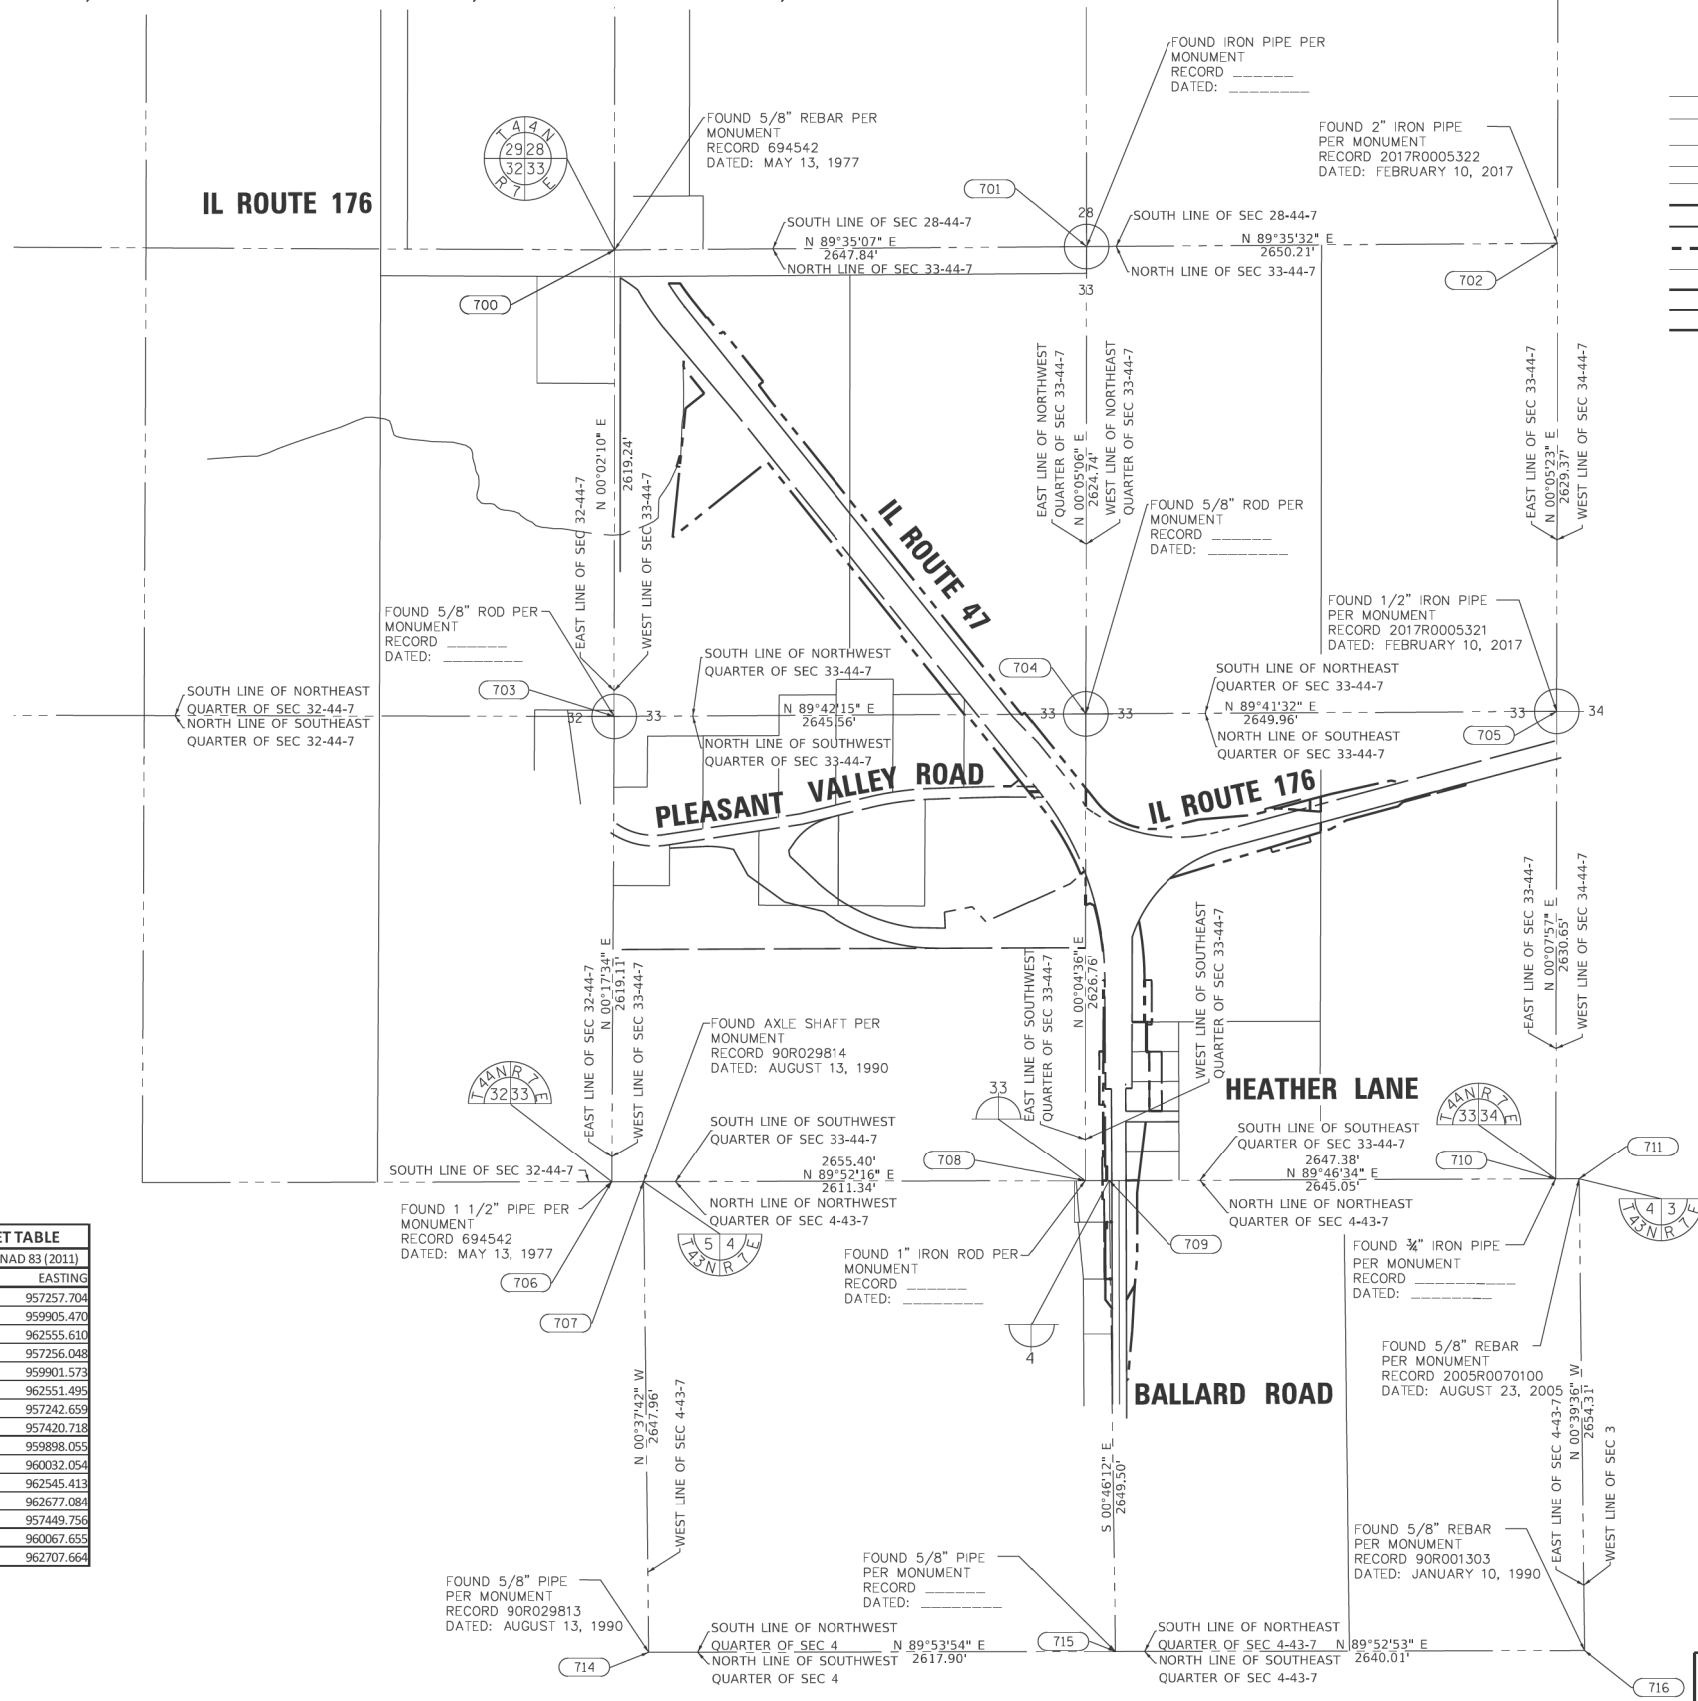 FOUND IRON PIPE PER
MONUMENT
RECORD ______
DATED: ________
FOUND 5/8" REBAR PER
MONUMENT
RECORD 694542
DATED: MAY 13, 1977
FOUND 2" IRON PIPE
PER MONUMENT
RECORD 2017R0005322
DATED: FEBRUARY 10, 2017
T 4 4 N
29 28
32 33
R 7 E
IL ROUTE 176
701
28
SOUTH LINE OF SEC 28-44-7
N 89°35'07" E
2647.84'
NORTH LINE OF SEC 33-44-7
SOUTH LINE OF SEC 28-44-7
N 89°35'32" E
2650.21'
NORTH LINE OF SEC 33-44-7
33
700
702
EAST LINE OF SEC 32-44-7
N 00°02'10" E
2619.24'
WEST LINE OF SEC 33-44-7
EAST LINE OF NORTHWEST
QUARTER OF SEC 33-44-7
N 00°05'06" E
2624.74'
WEST LINE OF NORTHEAST
QUARTER OF SEC 33-44-7
EAST LINE OF SEC 33-44-7
N 00°05'23" E
2629.37'
WEST LINE OF SEC 34-44-7
IL ROUTE 47
FOUND 5/8" ROD PER
MONUMENT
RECORD ______
DATED: ________
FOUND 5/8" ROD PER
MONUMENT
RECORD ______
DATED: ________
FOUND 1/2" IRON PIPE
PER MONUMENT
RECORD 2017R0005321
DATED: FEBRUARY 10, 2017
703
704
705
SOUTH LINE OF NORTHEAST
QUARTER OF SEC 32-44-7
NORTH LINE OF SOUTHEAST
QUARTER OF SEC 32-44-7
32
33
SOUTH LINE OF NORTHWEST
QUARTER OF SEC 33-44-7
N 89°42'15" E
2645.56'
NORTH LINE OF SOUTHWEST
QUARTER OF SEC 33-44-7
33
33
SOUTH LINE OF NORTHEAST
QUARTER OF SEC 33-44-7
N 89°41'32" E
2649.96'
NORTH LINE OF SOUTHEAST
QUARTER OF SEC 33-44-7
33
34
PLEASANT VALLEY ROAD
IL ROUTE 176
EAST LINE OF SEC 32-44-7
N 00°17'34" E
2619.11'
WEST LINE OF SEC 33-44-7
EAST LINE OF SOUTHWEST
QUARTER OF SEC 33-44-7
N 00°04'36" E
2626.76'
WEST LINE OF SOUTHEAST
QUARTER OF SEC 33-44-7
EAST LINE OF SEC 33-44-7
N 00°07'57" E
2630.65'
WEST LINE OF SEC 34-44-7
FOUND AXLE SHAFT PER
MONUMENT
RECORD 90R029814
DATED: AUGUST 13, 1990
T 44N R 7 E
32 33
33
HEATHER LANE
T 44N R 7 E
33 34
SOUTH LINE OF SEC 32-44-7
SOUTH LINE OF SOUTHWEST
QUARTER OF SEC 33-44-7
2655.40'
N 89°52'16" E
2611.34'
NORTH LINE OF NORTHWEST
QUARTER OF SEC 4-43-7
708
SOUTH LINE OF SOUTHEAST
QUARTER OF SEC 33-44-7
2647.38'
N 89°46'34" E
2645.05'
NORTH LINE OF NORTHEAST
QUARTER OF SEC 4-43-7
710
711
FOUND 1 1/2" PIPE PER
MONUMENT
RECORD 694542
DATED: MAY 13, 1977
706
707
5 4
T 43N R 7 E
FOUND 1" IRON ROD PER
MONUMENT
RECORD ______
DATED: ________
709
4
FOUND ¾" IRON PIPE
PER MONUMENT
RECORD __________
DATED: ________
4 3
T 43N R 7 E
FOUND 5/8" REBAR
PER MONUMENT
RECORD 2005R0070100
DATED: AUGUST 23, 2005
BALLARD ROAD
ET TABLE
NAD 83 (2011)
EASTING
957257.704
959905.470
962555.610
957256.048
959901.573
962551.495
957242.659
957420.718
959898.055
960032.054
962545.413
962677.084
957449.756
960067.655
962707.664
N 00°37'42" W
2647.96'
WEST LINE OF SEC 4-43-7
S 00°46'12" E
2649.50'
EAST LINE OF SEC 4-43-7
N 00°39'36" W
2654.31'
WEST LINE OF SEC 3
FOUND 5/8" PIPE
PER MONUMENT
RECORD 90R029813
DATED: AUGUST 13, 1990
FOUND 5/8" PIPE
PER MONUMENT
RECORD ______
DATED: ________
FOUND 5/8" REBAR
PER MONUMENT
RECORD 90R001303
DATED: JANUARY 10, 1990
714
SOUTH LINE OF NORTHWEST
QUARTER OF SEC 4
N 89°53'54" E
2617.90'
NORTH LINE OF SOUTHWEST
QUARTER OF SEC 4
715
SOUTH LINE OF NORTHEAST
QUARTER OF SEC 4-43-7
N 89°52'53" E
2640.01'
NORTH LINE OF SOUTHEAST
QUARTER OF SEC 4-43-7
716